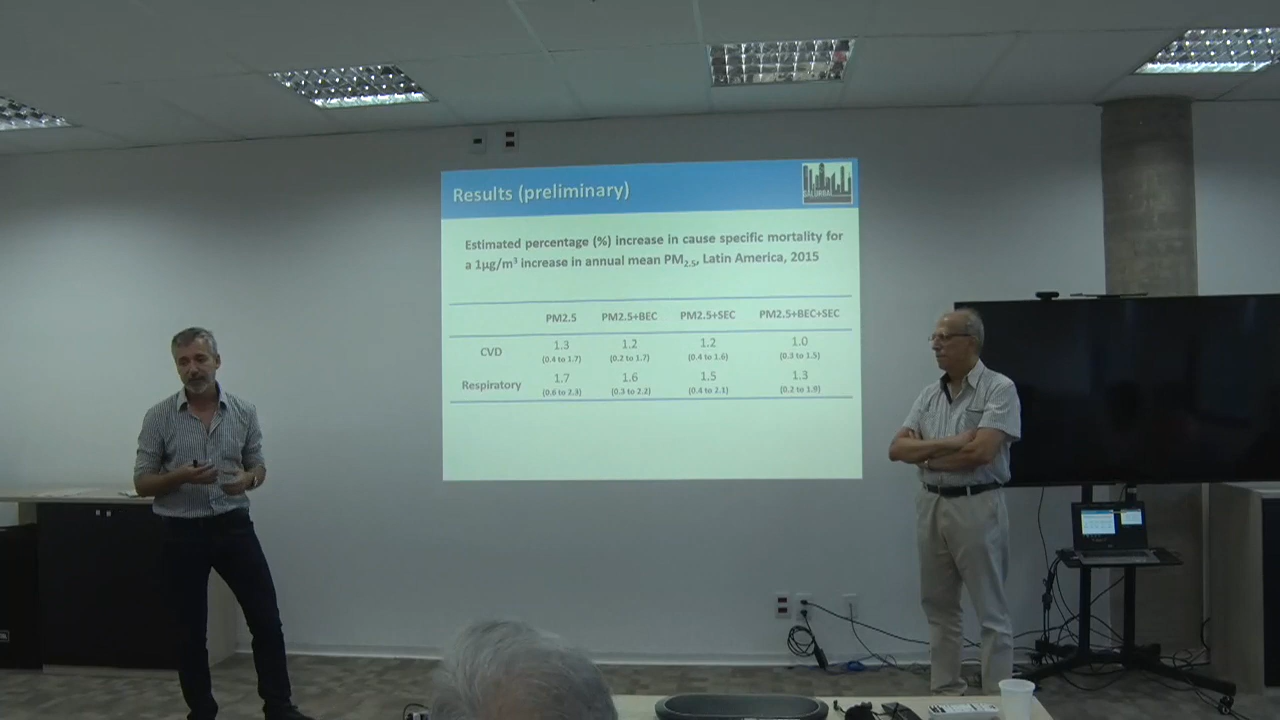 Results (preliminary)
SALURBAL
Estimated percentage (%) increase in cause specific mortality for
a 1µg/m³ increase in annual mean PM2.5, Latin America, 2015
PM2.5 PM2.5+BEC PM2.5+SEC PM2.5+BEC+SEC
CVD 1.3 1.2 1.2 1.0
(0.4 to 1.7) (0.2 to 1.7) (0.4 to 1.6) (0.3 to 1.5)
Respiratory 1.7 1.6 1.5 1.3
(0.6 to 2.3) (0.3 to 2.2) (0.4 to 2.1) (0.2 to 1.9)